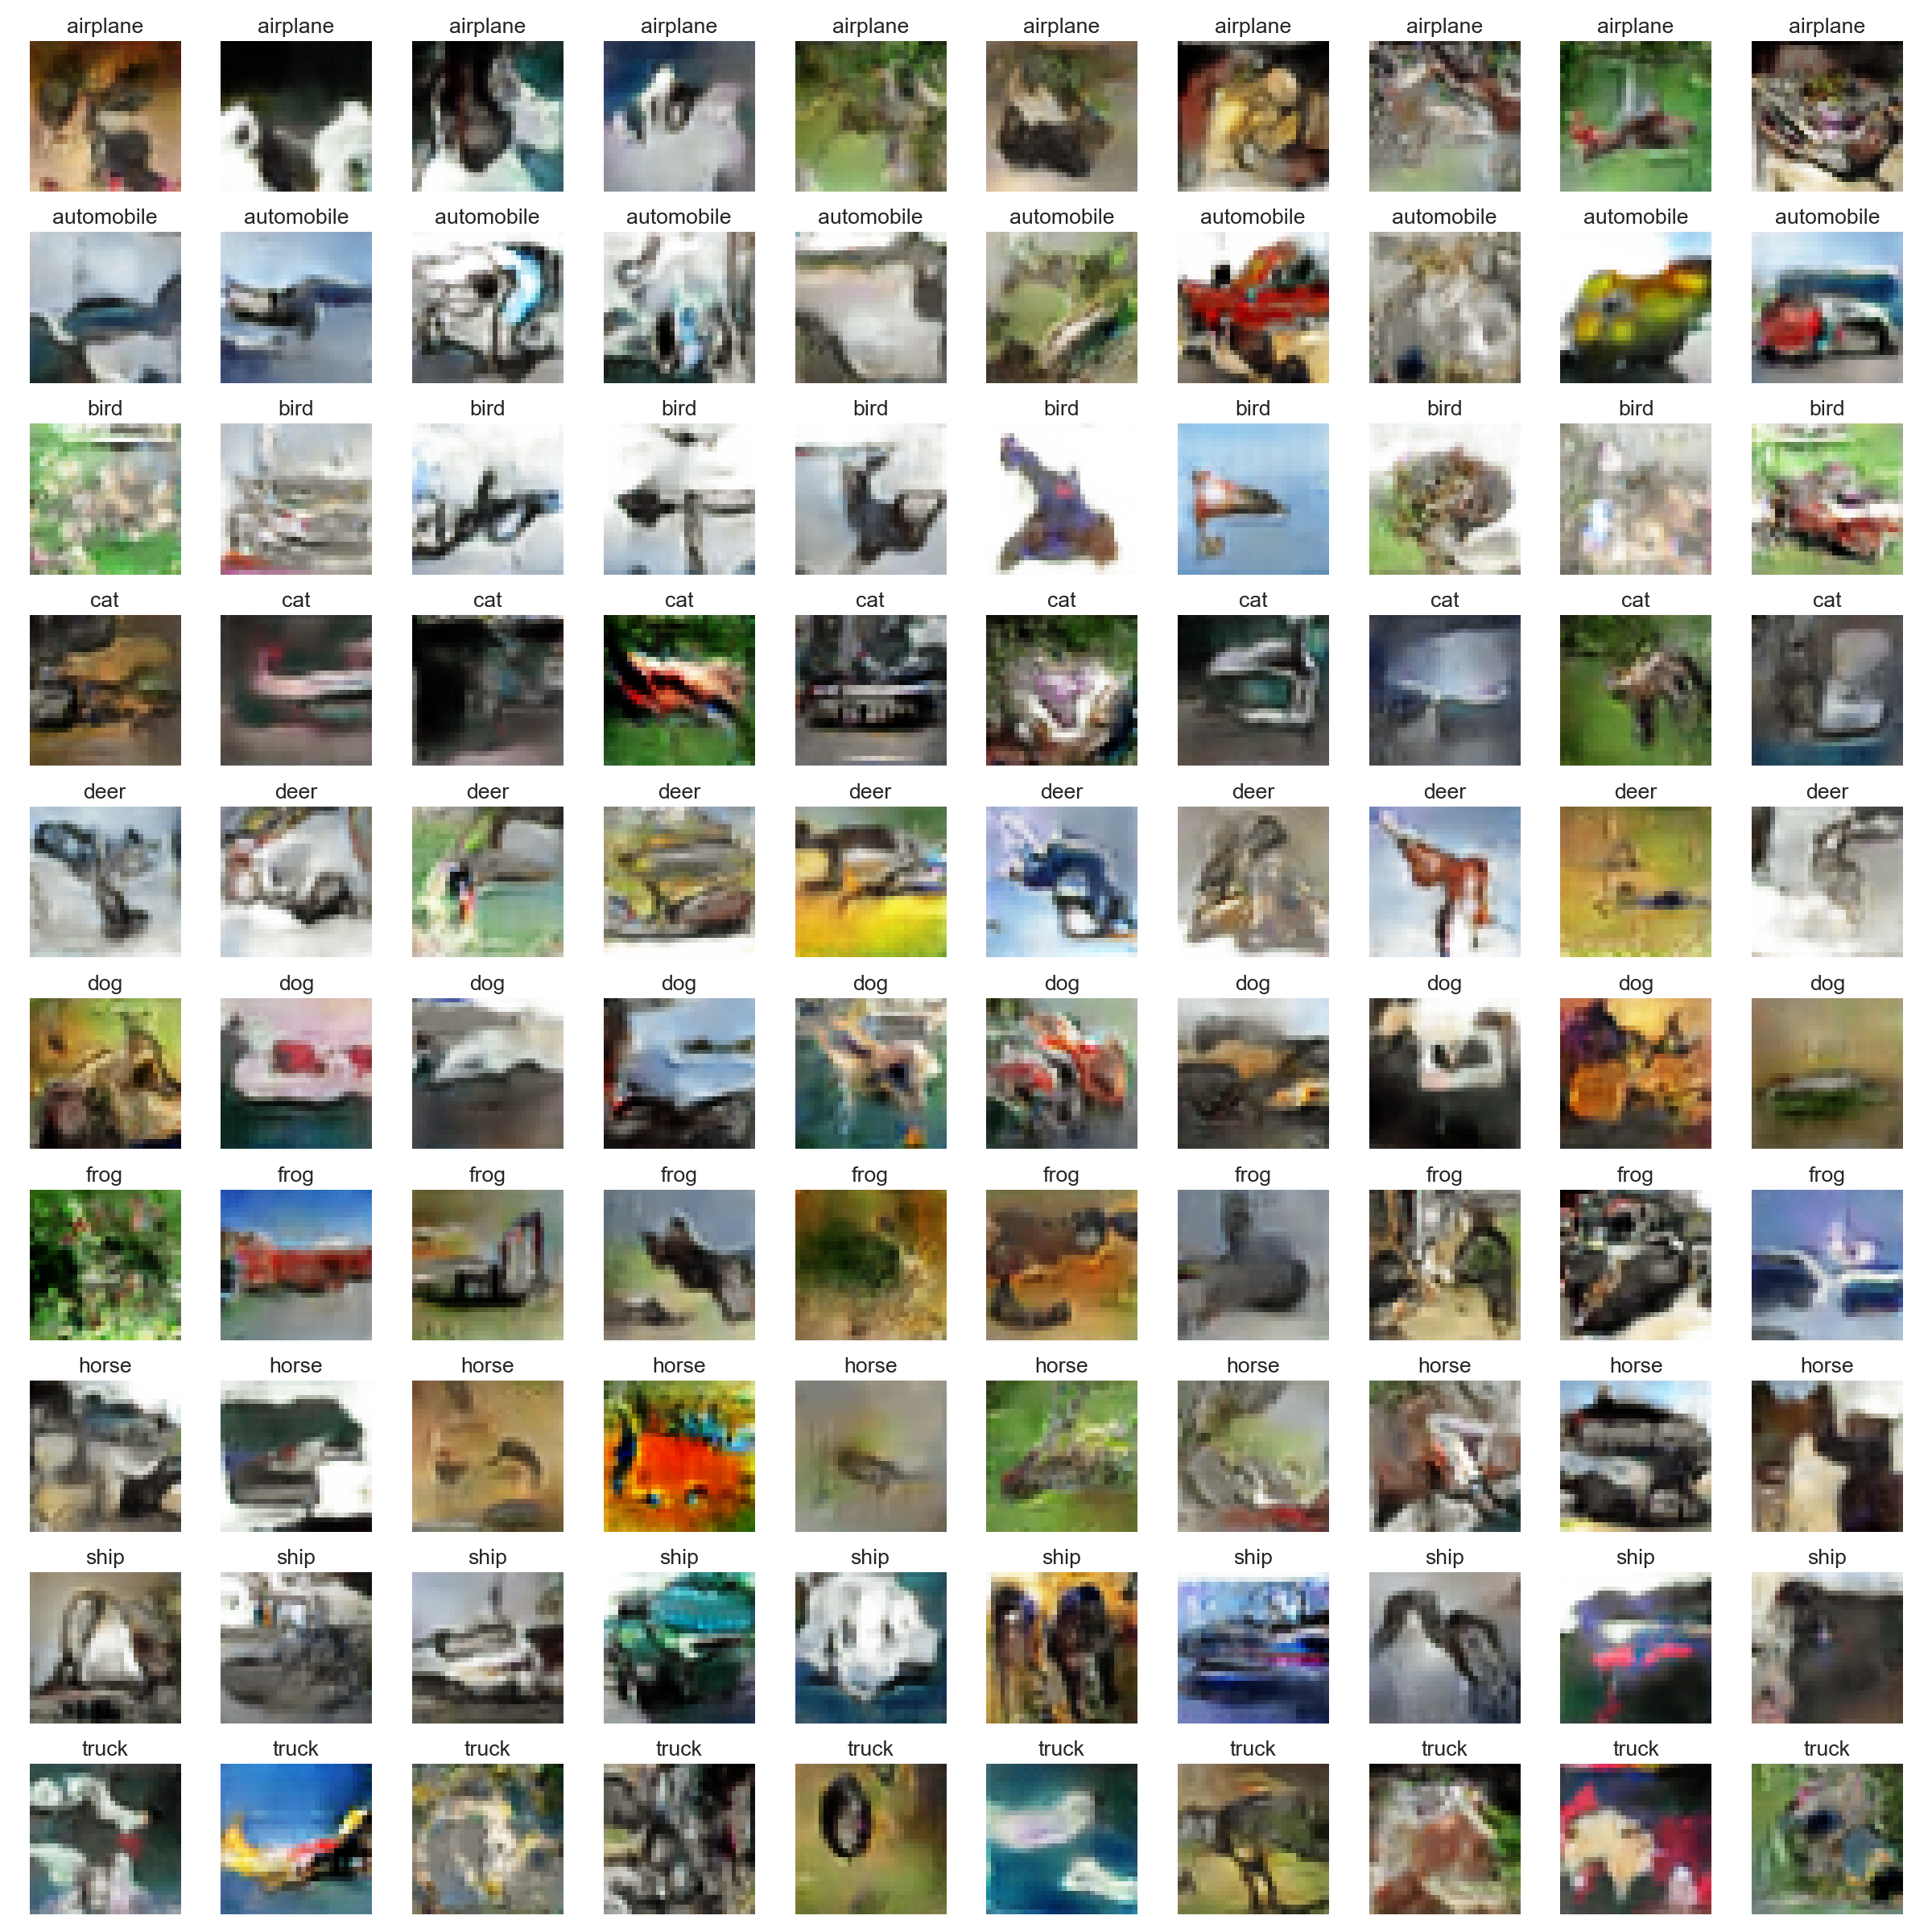 airplane airplane airplane airplane airplane airplane airplane airplane airplane airplane
automobile automobile automobile automobile automobile automobile automobile automobile automobile automobile
bird bird bird bird bird bird bird bird bird bird
cat cat cat cat cat cat cat cat cat cat
deer deer deer deer deer deer deer deer deer deer
dog dog dog dog dog dog dog dog dog dog
frog frog frog frog frog frog frog frog frog frog
horse horse horse horse horse horse horse horse horse horse
ship ship ship ship ship ship ship ship ship ship
truck truck truck truck truck truck truck truck truck truck